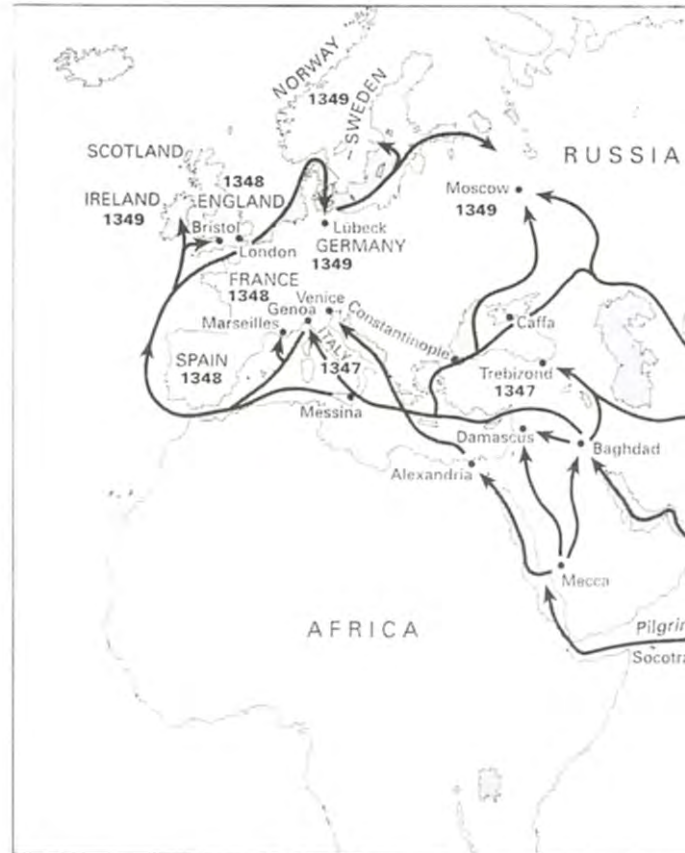 NORWAY
1349
SWEDEN
SCOTLAND
RUSSIA
1348
IRELAND
ENGLAND
1349
Bristol
London
Moscow
1349
Lübeck
GERMANY
1349
FRANCE
1348
Venice
Genoa
Marseilles
Constantinople
Caffa
ITALY
1347
SPAIN
1348
Trebizond
1347
Messina
Damascus
Baghdad
Alexandria
Mecca
AFRICA
Pilgrim
Socotra